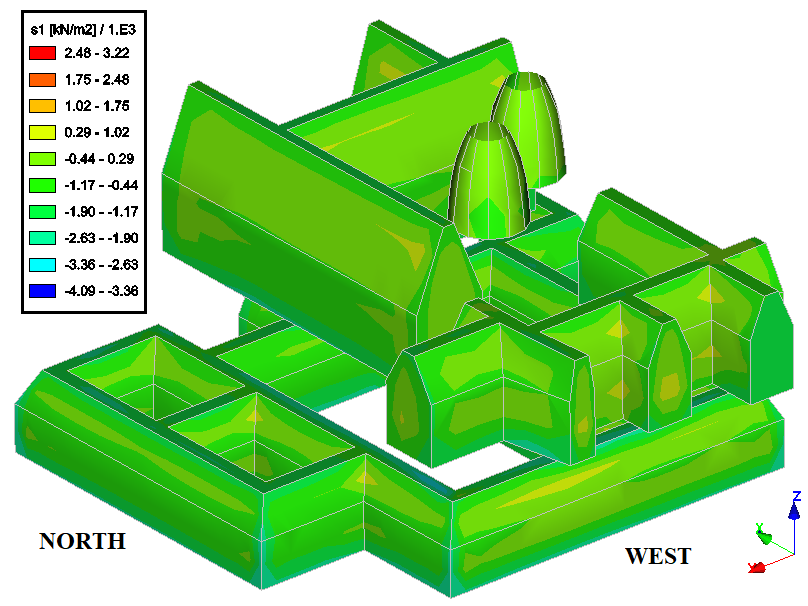 s1 [kN/m2] / 1.E3
2.48 - 3.22
1.75 - 2.48
1.02 - 1.75
0.29 - 1.02
-0.44 - 0.29
-1.17 - -0.44
-1.90 - -1.17
-2.63 - -1.90
-3.36 - -2.63
-4.09 - -3.36
Z
Y
NORTH
WEST
X